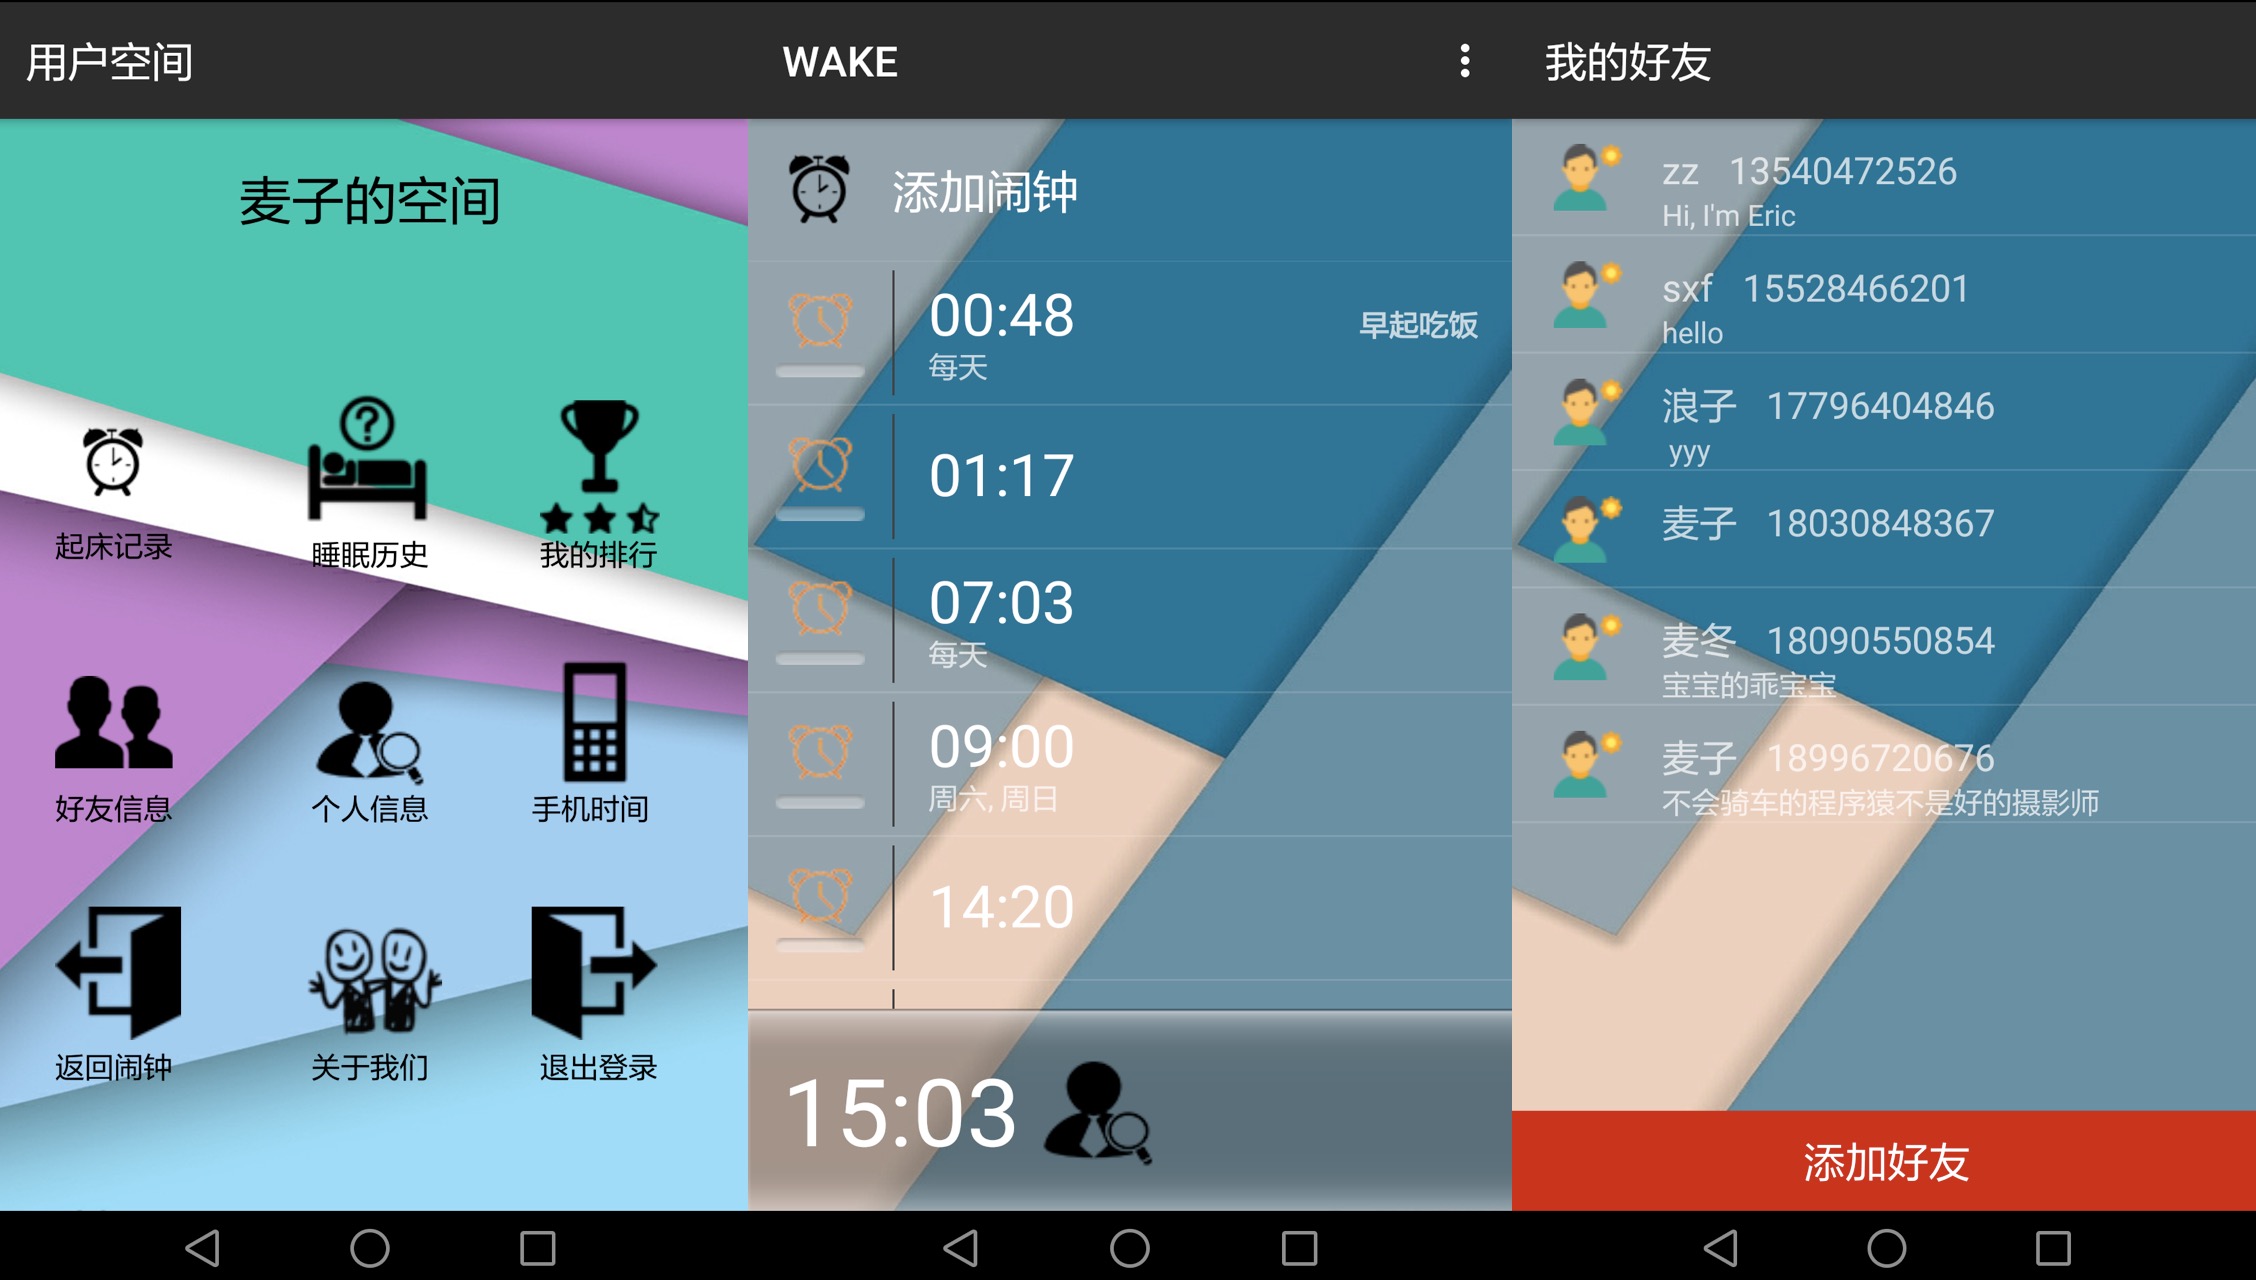 用户空间
麦子的空间
起床记录
睡眠历史
我的排行
好友信息
个人信息
手机时间
返回闹钟
关于我们
退出登录
WAKE
添加闹钟
00:48
每天
早起吃饭
01:17
07:03
每天
09:00
周六, 周日
14:20
15:03
我的好友
zz 13540472526
Hi, I'm Eric
sxf 15528466201
hello
浪子 17796404846
yyy
麦子 18030848367
麦冬 18090550854
宝宝的乖宝宝
麦子 18996720676
不会骑车的程序猿不是好的摄影师
添加好友